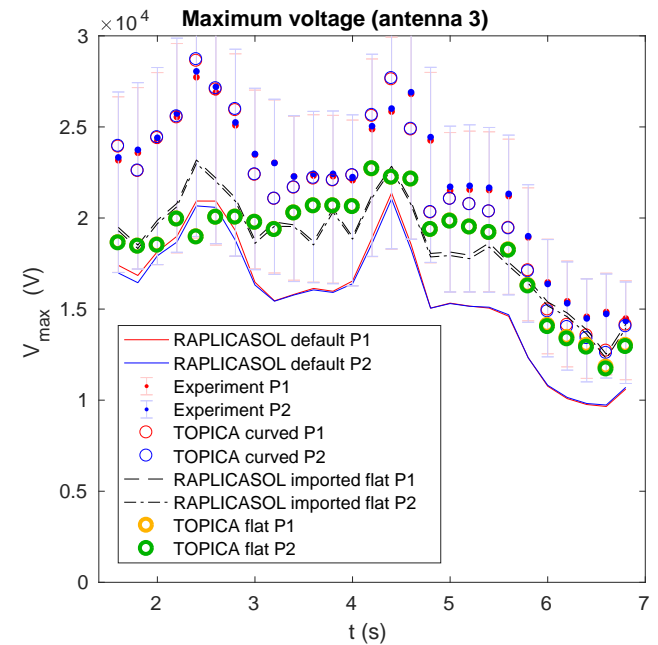 Maximum voltage (antenna 3)
×10⁴
3
2.5
2
1.5
1
0.5
0
V_max (V)
RAPLICASOL default P1
RAPLICASOL default P2
Experiment P1
Experiment P2
TOPICA curved P1
TOPICA curved P2
RAPLICASOL imported flat P1
RAPLICASOL imported flat P2
TOPICA flat P1
TOPICA flat P2
2 3 4 5 6 7
t (s)